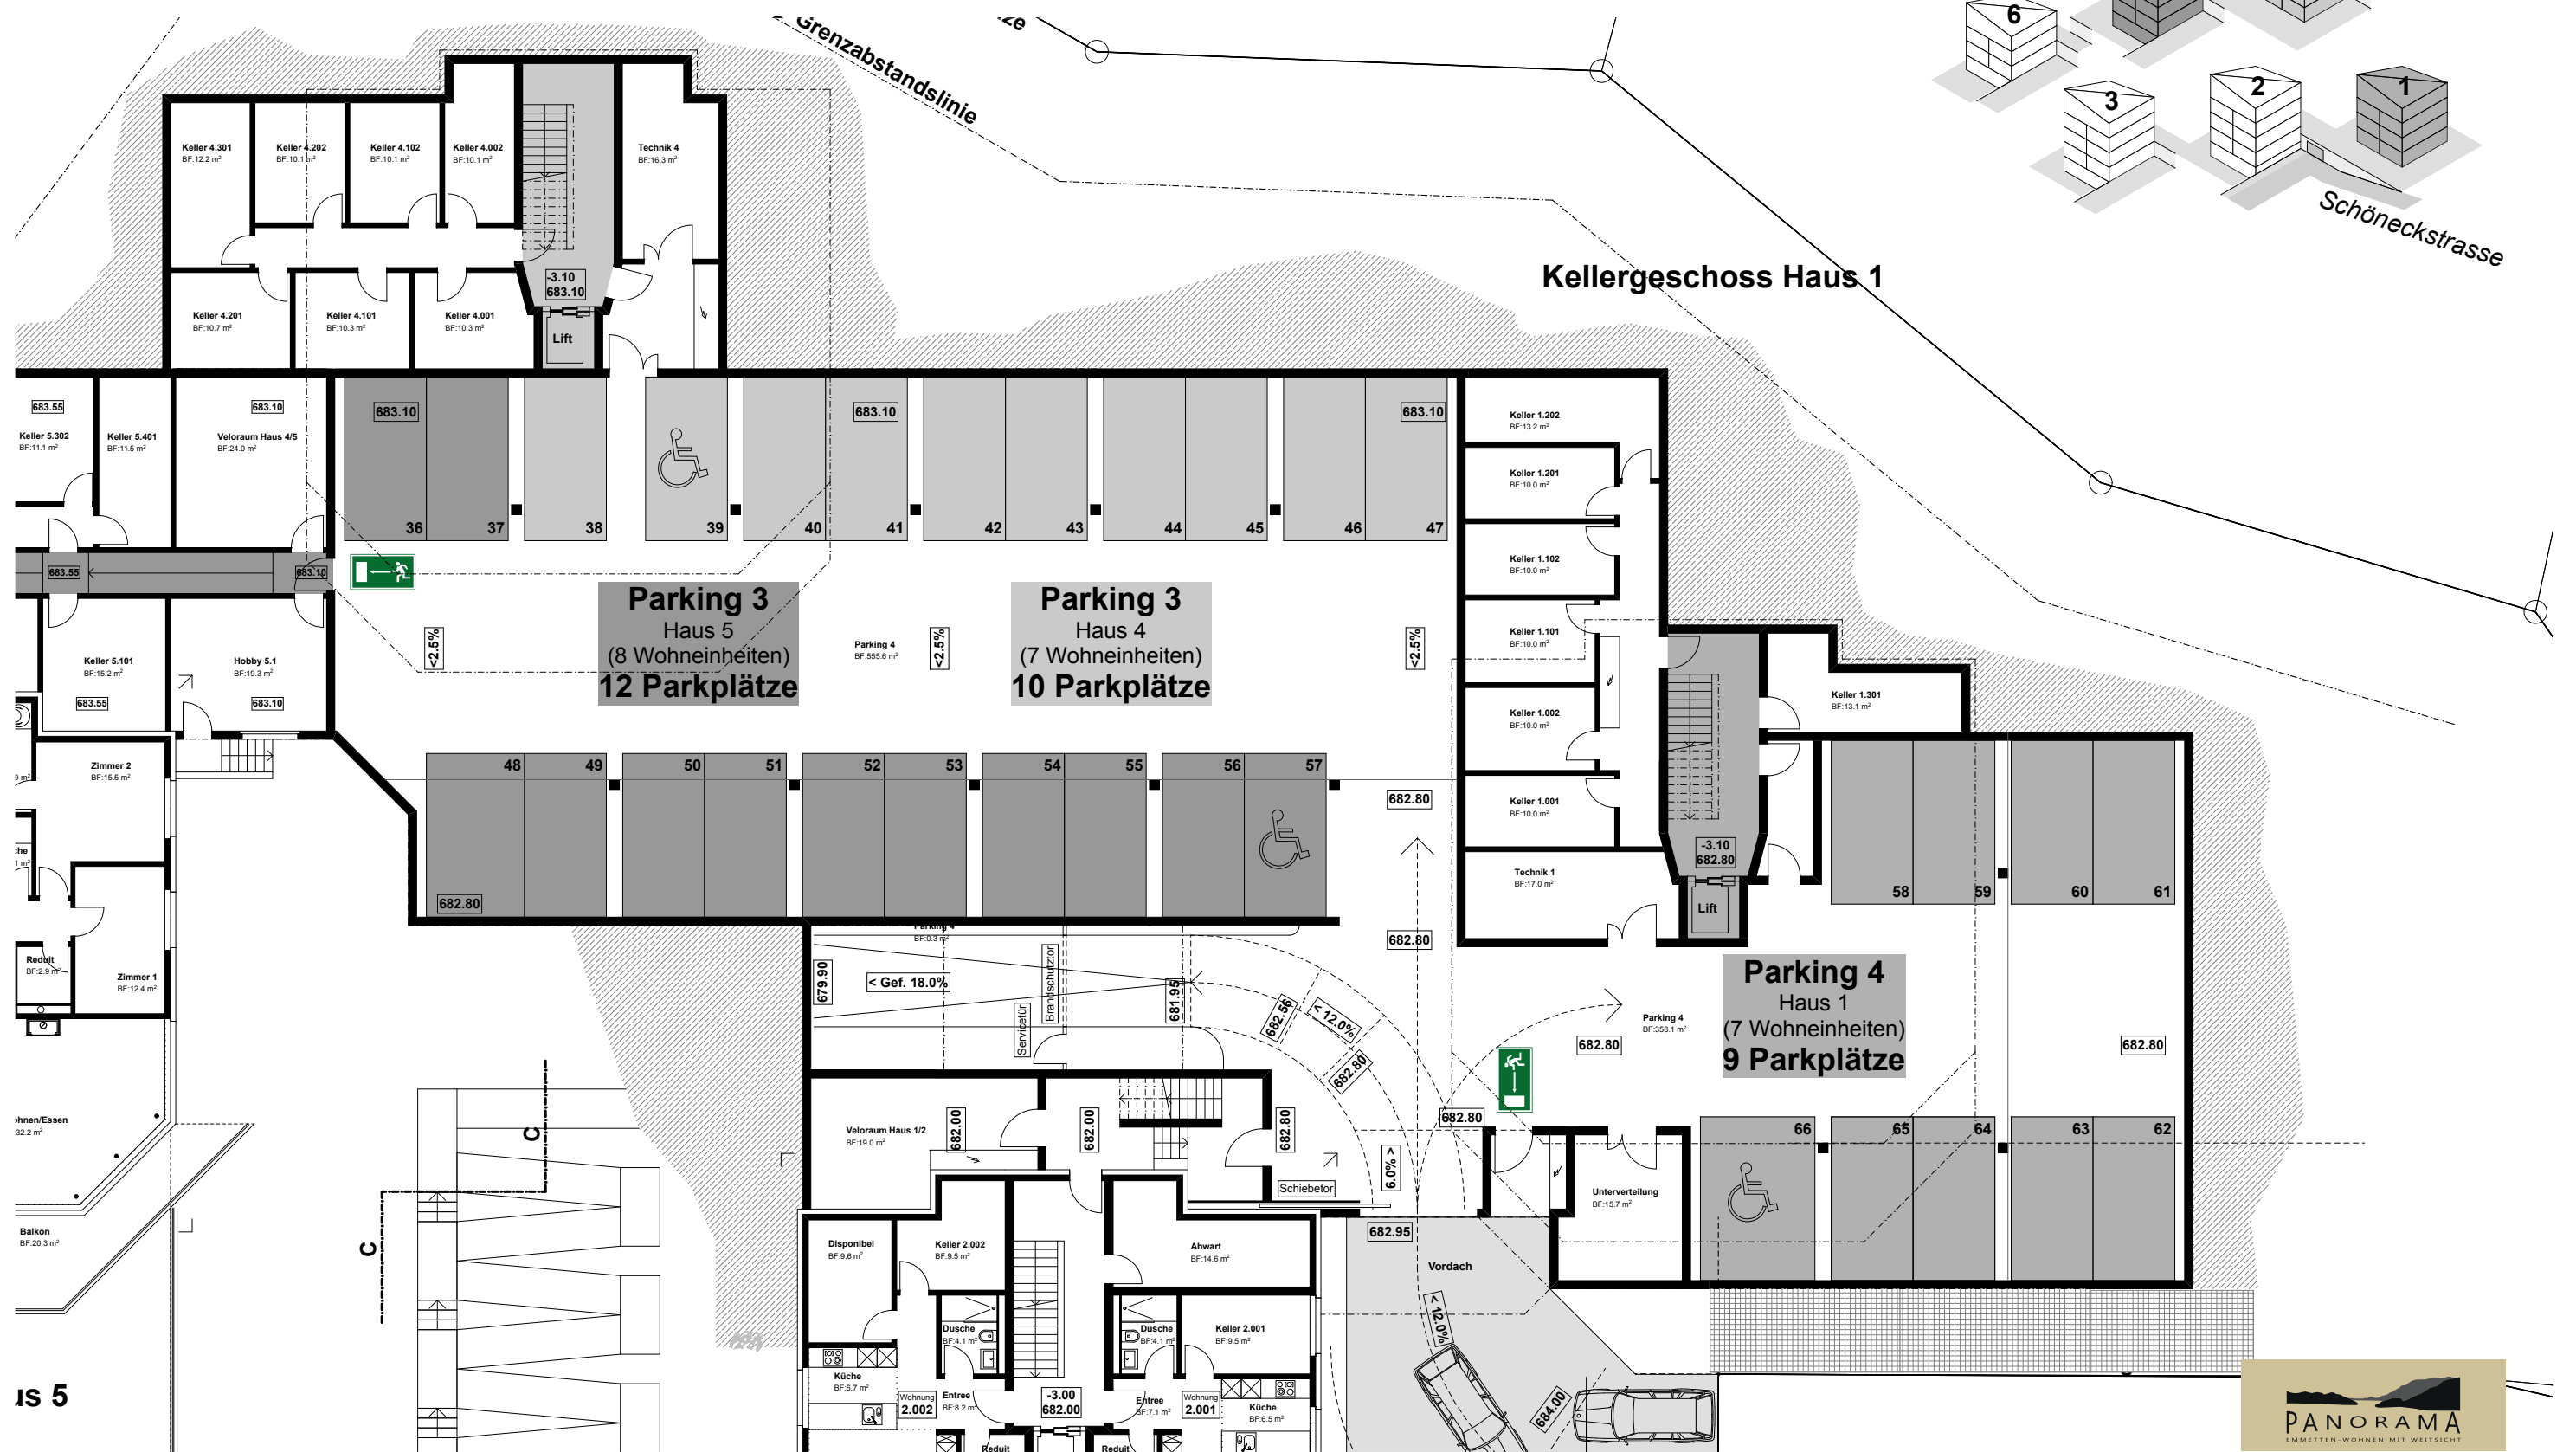 Grenzabstandslinie
6
3
2
1
Schöneckstrasse
Kellergeschoss Haus 1
Keller 4.301
BF:12.2 m²
Keller 4.202
BF:10.1 m²
Keller 4.102
BF:10.1 m²
Keller 4.002
BF:10.1 m²
Technik 4
BF:16.3 m²
-3.10
683.10
Keller 4.201
BF:10.7 m²
Keller 4.101
BF:10.3 m²
Keller 4.001
BF:10.3 m²
Lift
683.55
Keller 5.302
BF:11.1 m²
Keller 5.401
BF:11.5 m²
683.10
Veloraum Haus 4/5
BF:24.0 m²
683.10
683.10
683.10
36
37
38
39
40
41
42
43
44
45
46
47
683.55
683.10
Keller 1.202
BF:13.2 m²
Keller 1.201
BF:10.0 m²
Keller 1.102
BF:10.0 m²
Keller 1.101
BF:10.0 m²
Keller 1.002
BF:10.0 m²
Keller 1.001
BF:10.0 m²
Technik 1
BF:17.0 m²
Keller 1.301
BF:13.1 m²
-3.10
682.80
Lift
Parking 3
Haus 5
(8 Wohneinheiten)
12 Parkplätze
Parking 3
Haus 4
(7 Wohneinheiten)
10 Parkplätze
<2.5%
Parking 4
BF:555.6 m²
<2.5%
<2.5%
Keller 5.101
BF:15.2 m²
683.55
Hobby 5.1
BF:19.3 m²
683.10
Zimmer 2
BF:15.5 m²
48
49
50
51
52
53
54
55
56
57
682.80
682.80
58
59
60
61
Reduit
BF:2.9 m²
Zimmer 1
BF:12.4 m²
Parking 4
BF:0.3 m²
682.80
679.90
< Gef. 18.0%
Servicetür
Brandschutztor
681.95
682.56
< 12.0%
682.80
Parking 4
BF:358.1 m²
682.80
Parking 4
Haus 1
(7 Wohneinheiten)
9 Parkplätze
682.80
682.80
66
65
64
63
62
Veloraum Haus 1/2
BF:19.0 m²
682.00
682.00
682.80
Schiebetor
6.0% >
682.95
Vordach
Unterverteilung
BF:15.7 m²
C
C
32.2 m²
Balkon
BF:20.3 m²
Disponibel
BF:9.6 m²
Keller 2.002
BF:9.5 m²
Abwart
BF:14.6 m²
Dusche
BF:4.1 m²
Dusche
BF:4.1 m²
Keller 2.001
BF:9.5 m²
Küche
BF:6.7 m²
Wohnung
2.002
Entree
BF:8.2 m²
-3.00
682.00
Entree
BF:7.1 m²
Wohnung
2.001
Küche
BF:6.5 m²
Reduit
Reduit
< 12.0%
684.00
us 5
PANORAMA
EMMETTEN-WOHNEN MIT WEITSICHT